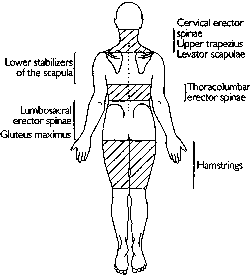 Cervical erector
spinae
Upper trapezius
Levator scapulae
Lower stabilizers
of the scapula
Thoracolumbar
erector spinae
Lumbosacral
erector spinae
Gluteus maximus
Hamstrings